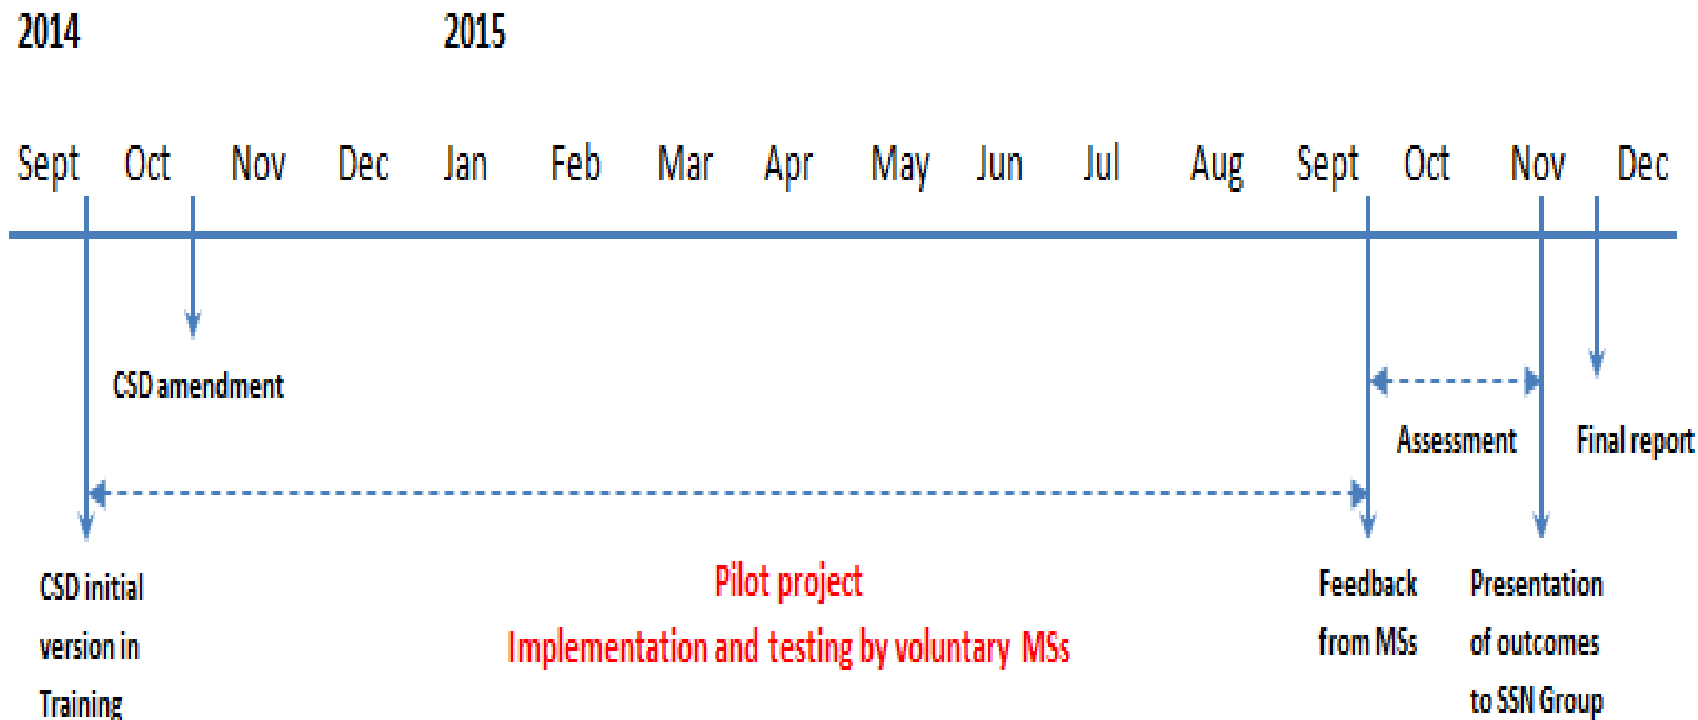 2014 2015
Sept Oct Nov Dec Jan Feb Mar Apr May Jun Jul Aug Sept Oct Nov Dec
CSD amendment
Assessment
Final report
CSD initial
version in
Training
Pilot project
Implementation and testing by voluntary MSs
Feedback
from MSs
Presentation
of outcomes
to SSN Group